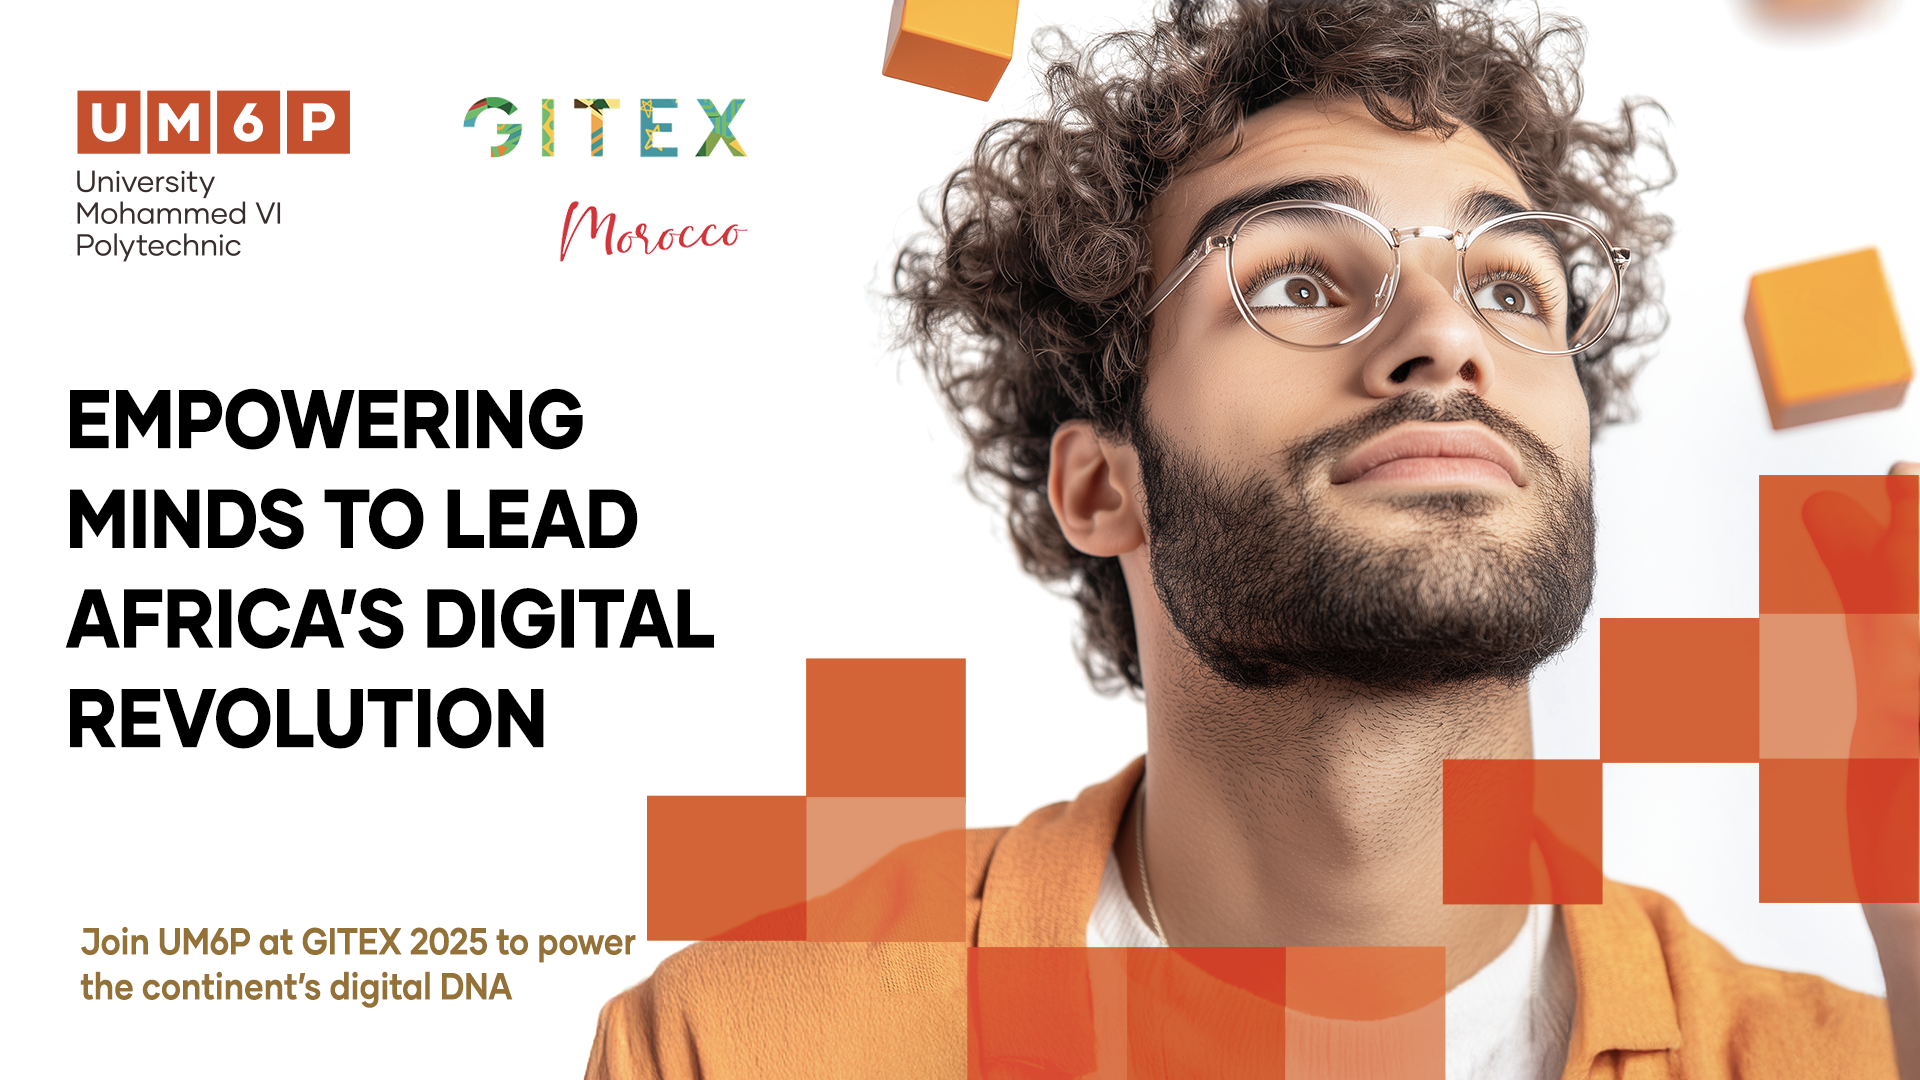 UM6P
University
Mohammed VI
Polytechnic
GITEX
Morocco
EMPOWERING
MINDS TO LEAD
AFRICA’S DIGITAL
REVOLUTION
Join UM6P at GITEX 2025 to power
the continent’s digital DNA